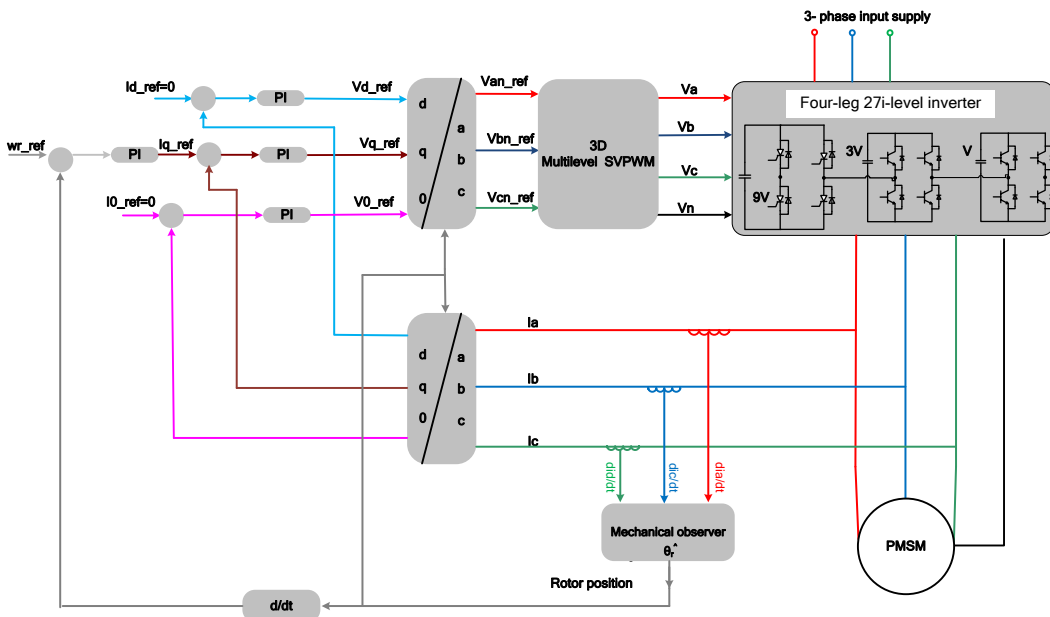 3- phase input supply
Id_ref=0
PI
Vd_ref
Van_ref
Va
Four-leg 27i-level inverter
d
q
0
a
b
c
3D
Multilevel SVPWM
wr_ref
PI
Iq_ref
PI
Vq_ref
Vbn_ref
Vb
3V
V
9V
I0_ref=0
PI
V0_ref
Vcn_ref
Vc
Vn
Ia
Ib
Ic
d
q
0
a
b
c
did/dt
dic/dt
dia/dt
Mechanical observer
θr^
PMSM
Rotor position
d/dt